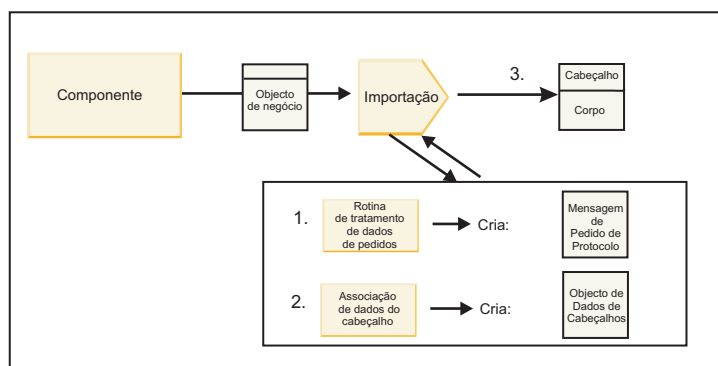 Componente
Objecto
de negócio
Importação
3.
Cabeçalho
Corpo
1.
Rotina
de tratamento
de dados
de pedidos
Cria:
Mensagem
de
Pedido de
Protocolo
2.
Associação
de dados do
cabeçalho
Cria:
Objecto de
Dados de
Cabeçalhos